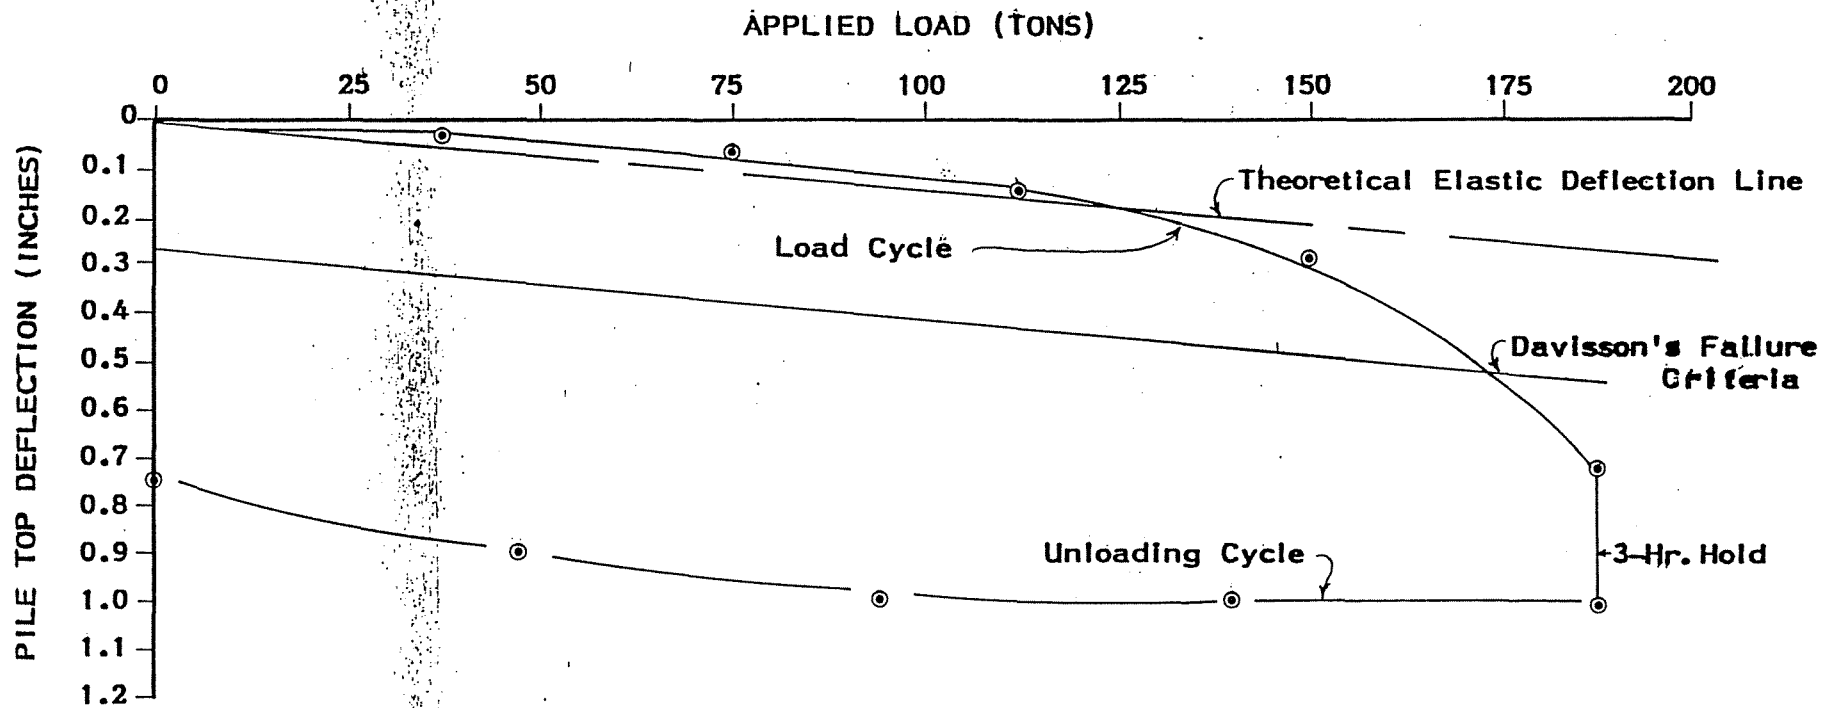 APPLIED LOAD (TONS)
0 25 50 75 100 125 150 175 200
PILE TOP DEFLECTION (INCHES)
0
0.1
0.2
0.3
0.4
0.5
0.6
0.7
0.8
0.9
1.0
1.1
1.2
Theoretical Elastic Deflection Line
Load Cycle
Davisson's Failure
Criteria
Unloading Cycle
3-Hr. Hold